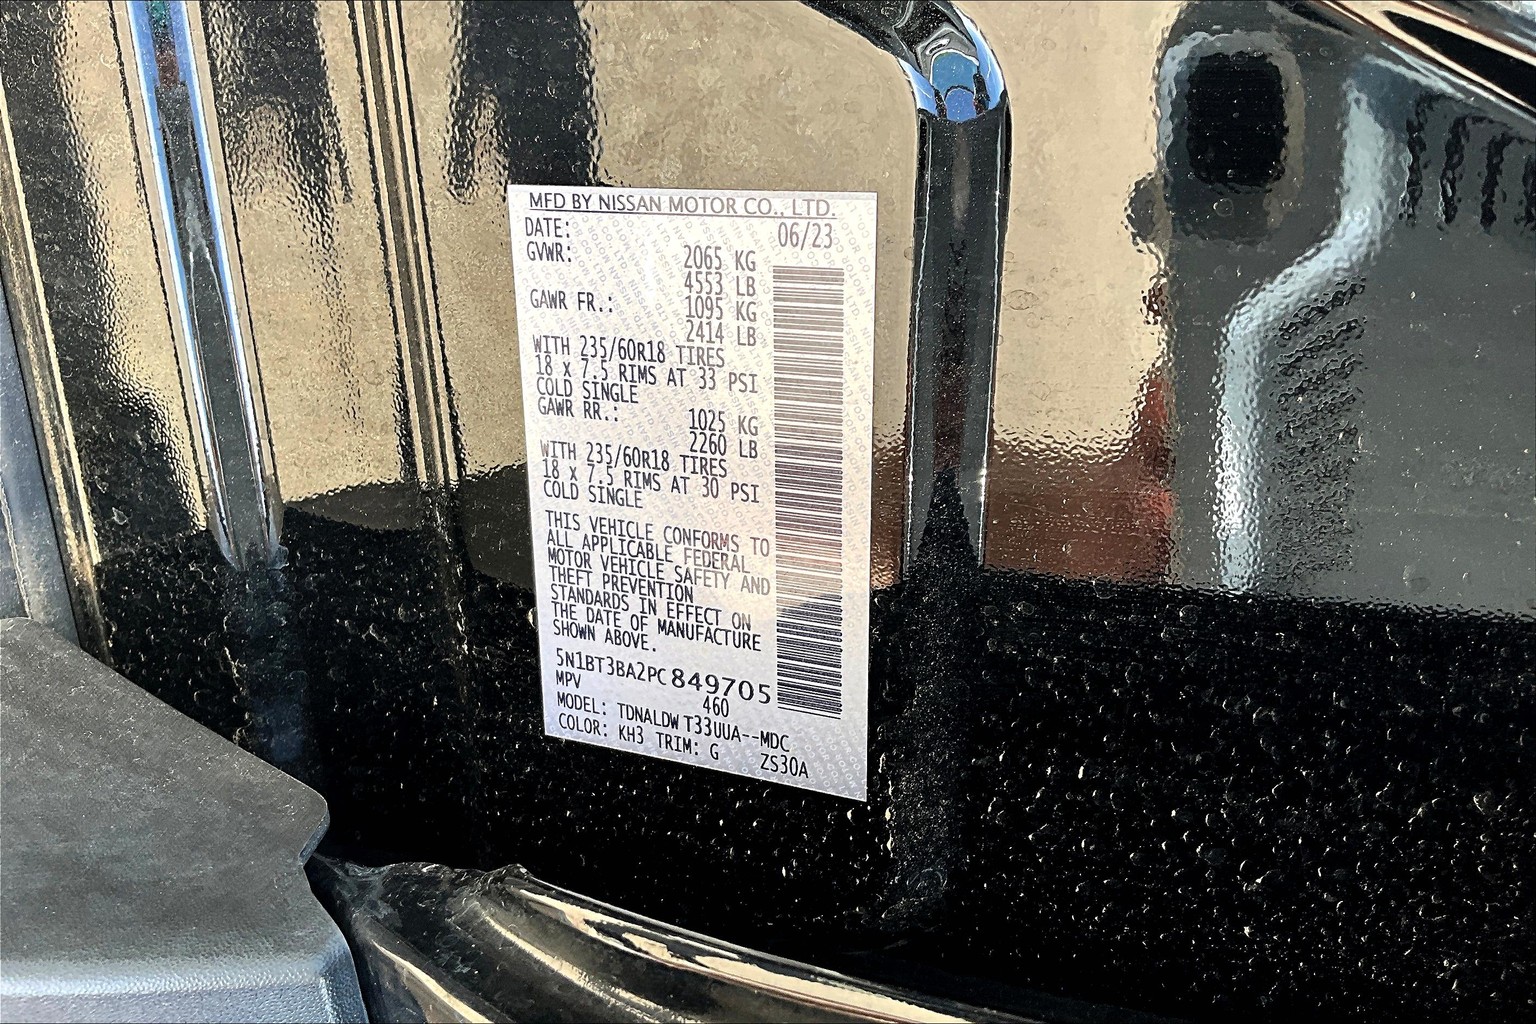 MFD BY NISSAN MOTOR CO., LTD.
DATE: 06/23
GVWR: 2065 KG
4553 LB
GAWR FR.: 1095 KG
2414 LB
WITH 235/60R18 TIRES
18 x 7.5 RIMS AT 33 PSI
COLD SINGLE
GAWR RR.: 1025 KG
2260 LB
WITH 235/60R18 TIRES
18 x 7.5 RIMS AT 30 PSI
COLD SINGLE
THIS VEHICLE CONFORMS TO
ALL APPLICABLE FEDERAL
MOTOR VEHICLE SAFETY AND
THEFT PREVENTION
STANDARDS IN EFFECT ON
THE DATE OF MANUFACTURE
SHOWN ABOVE.
5N1BT3BA2PC849705
MPV 460
MODEL: TDNALDW T33UUA--MDC
COLOR: KH3 TRIM: G ZS30A